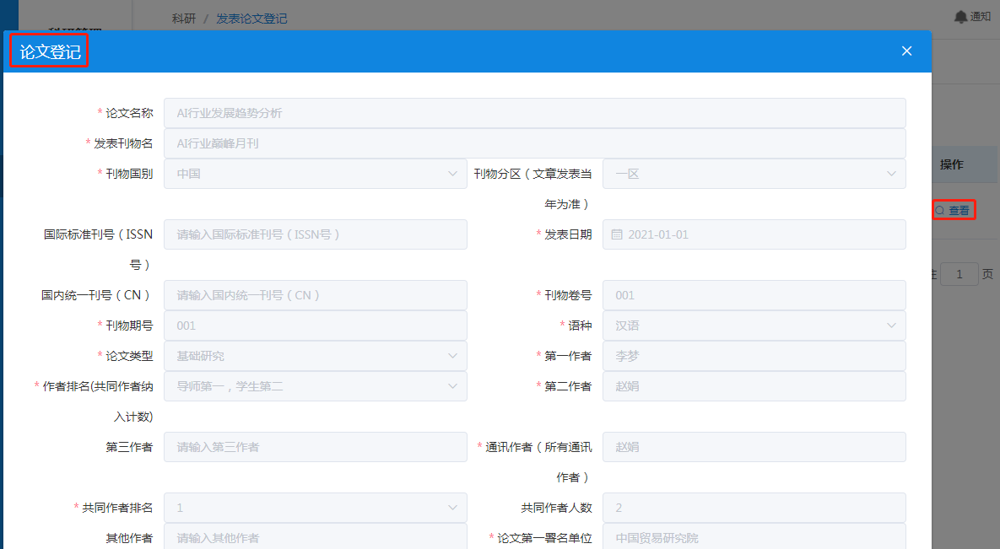 科研 / 发表论文登记
通知
论文登记
* 论文名称 AI行业发展趋势分析
* 发表刊物名 AI行业巅峰月刊
* 刊物国别 中国 刊物分区（文章发表当 一区
年为准）
操作
查看
国际标准刊号（ISSN 请输入国际标准刊号（ISSN号） * 发表日期 2021-01-01
号）
国内统一刊号（CN） 请输入国内统一刊号（CN） * 刊物卷号 001
1 页
* 刊物期号 001 * 语种 汉语
* 论文类型 基础研究 * 第一作者 李梦
* 作者排名(共同作者纳 导师第一，学生第二 * 第二作者 赵娟
入计数)
第三作者 请输入第三作者 * 通讯作者（所有通讯 赵娟
作者）
* 共同作者排名 1 共同作者人数 2
其他作者 请输入其他作者 * 论文第一署名单位 中国贸易研究院